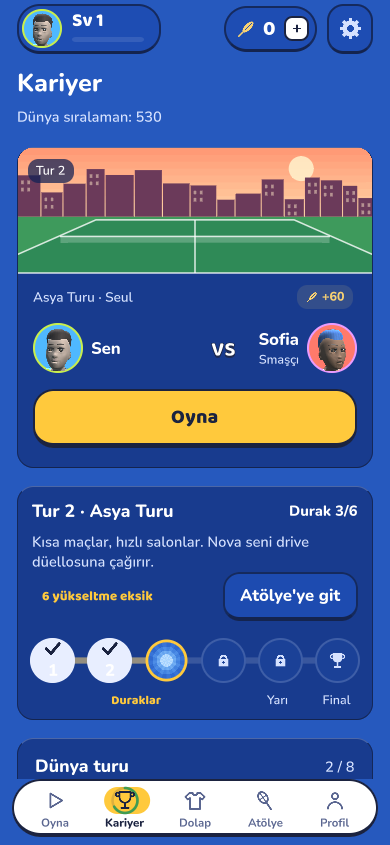 Sv 1
0
+
Kariyer
Dünya sıralaman: 530
Tur 2
Asya Turu · Seul
+60
Sen
VS
Sofia
Smaşçı
Oyna
Tur 2 · Asya Turu
Durak 3/6
Kısa maçlar, hızlı salonlar. Nova seni drive
düellosuna çağırır.
6 yükseltme eksik
Atölye'ye git
1
2
Duraklar
Yarı
Final
Dünya turu
2 / 8
Oyna
Kariyer
Dolap
Atölye
Profil